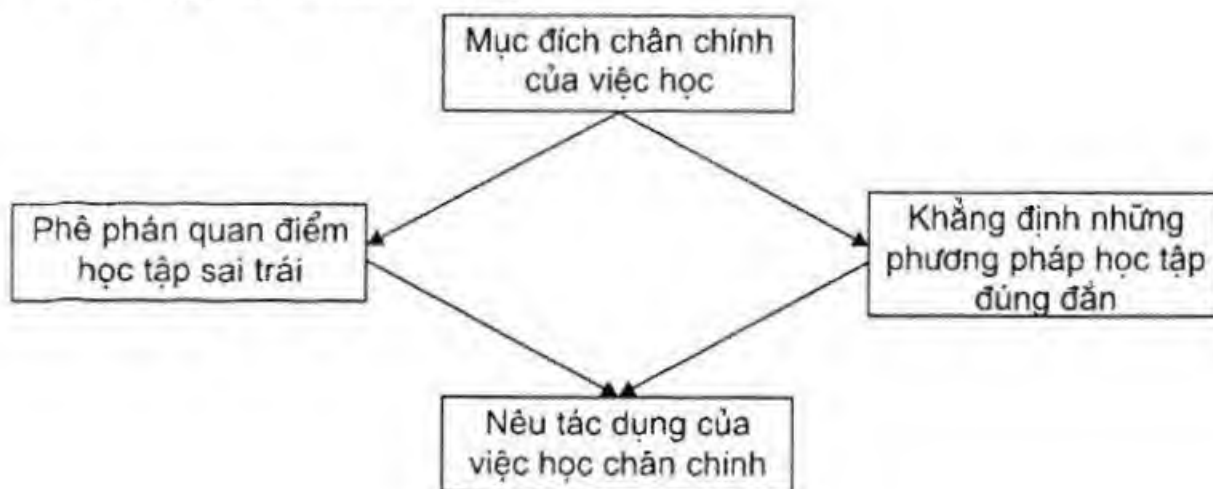 Mục đích chân chính
của việc học
Phê phán quan điểm
học tập sai trái
Khẳng định những
phương pháp học tập
đúng đắn
Nêu tác dụng của
việc học chân chính